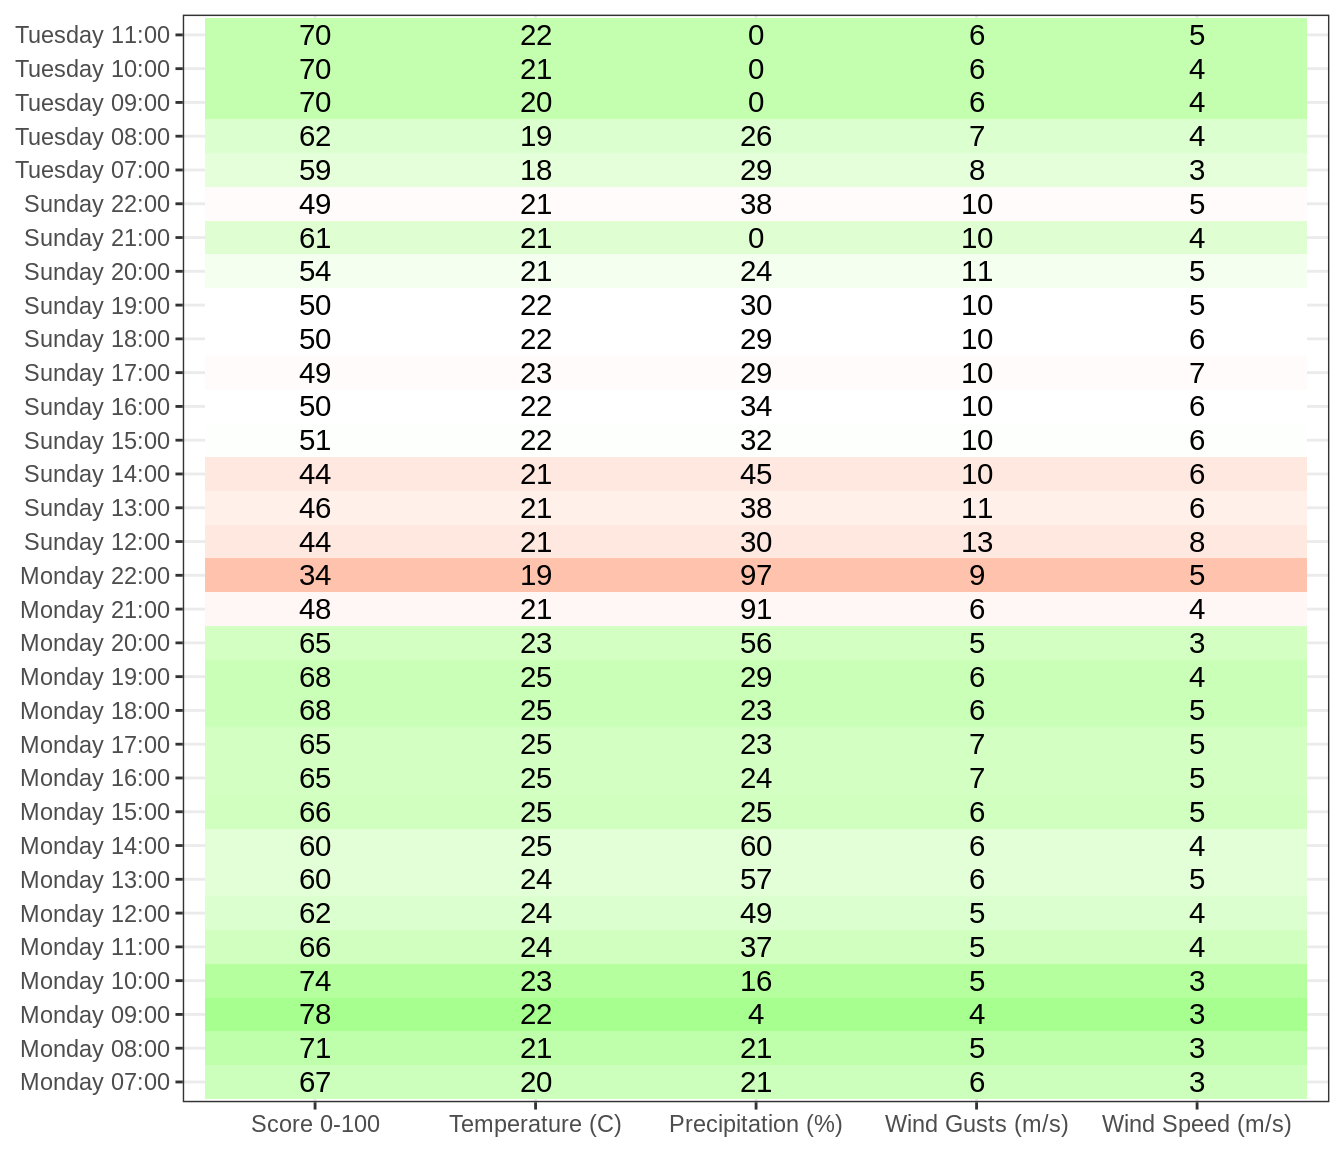 Tuesday 11:00 70 22 0 6 5
Tuesday 10:00 70 21 0 6 4
Tuesday 09:00 70 20 0 6 4
Tuesday 08:00 62 19 26 7 4
Tuesday 07:00 59 18 29 8 3
Sunday 22:00 49 21 38 10 5
Sunday 21:00 61 21 0 10 4
Sunday 20:00 54 21 24 11 5
Sunday 19:00 50 22 30 10 5
Sunday 18:00 50 22 29 10 6
Sunday 17:00 49 23 29 10 7
Sunday 16:00 50 22 34 10 6
Sunday 15:00 51 22 32 10 6
Sunday 14:00 44 21 45 10 6
Sunday 13:00 46 21 38 11 6
Sunday 12:00 44 21 30 13 8
Monday 22:00 34 19 97 9 5
Monday 21:00 48 21 91 6 4
Monday 20:00 65 23 56 5 3
Monday 19:00 68 25 29 6 4
Monday 18:00 68 25 23 6 5
Monday 17:00 65 25 23 7 5
Monday 16:00 65 25 24 7 5
Monday 15:00 66 25 25 6 5
Monday 14:00 60 25 60 6 4
Monday 13:00 60 24 57 6 5
Monday 12:00 62 24 49 5 4
Monday 11:00 66 24 37 5 4
Monday 10:00 74 23 16 5 3
Monday 09:00 78 22 4 4 3
Monday 08:00 71 21 21 5 3
Monday 07:00 67 20 21 6 3
Score 0-100 Temperature (C) Precipitation (%) Wind Gusts (m/s) Wind Speed (m/s)